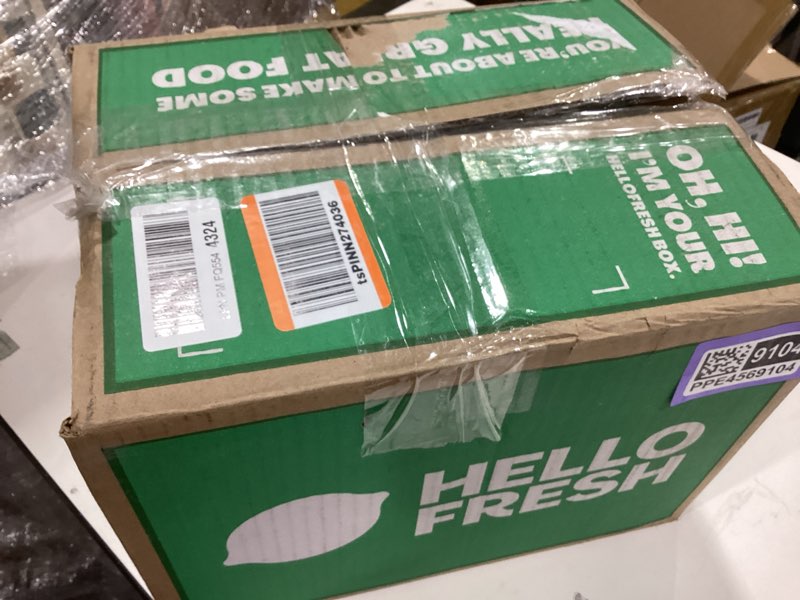 YOU'RE ABOUT TO MAKE SOME
REALLY GREAT FOOD
OH, HI!
I'M YOUR
HELLOFRESH BOX.
4324
tsPINN274036
9104
PPE4569104
HELLO
FRESH